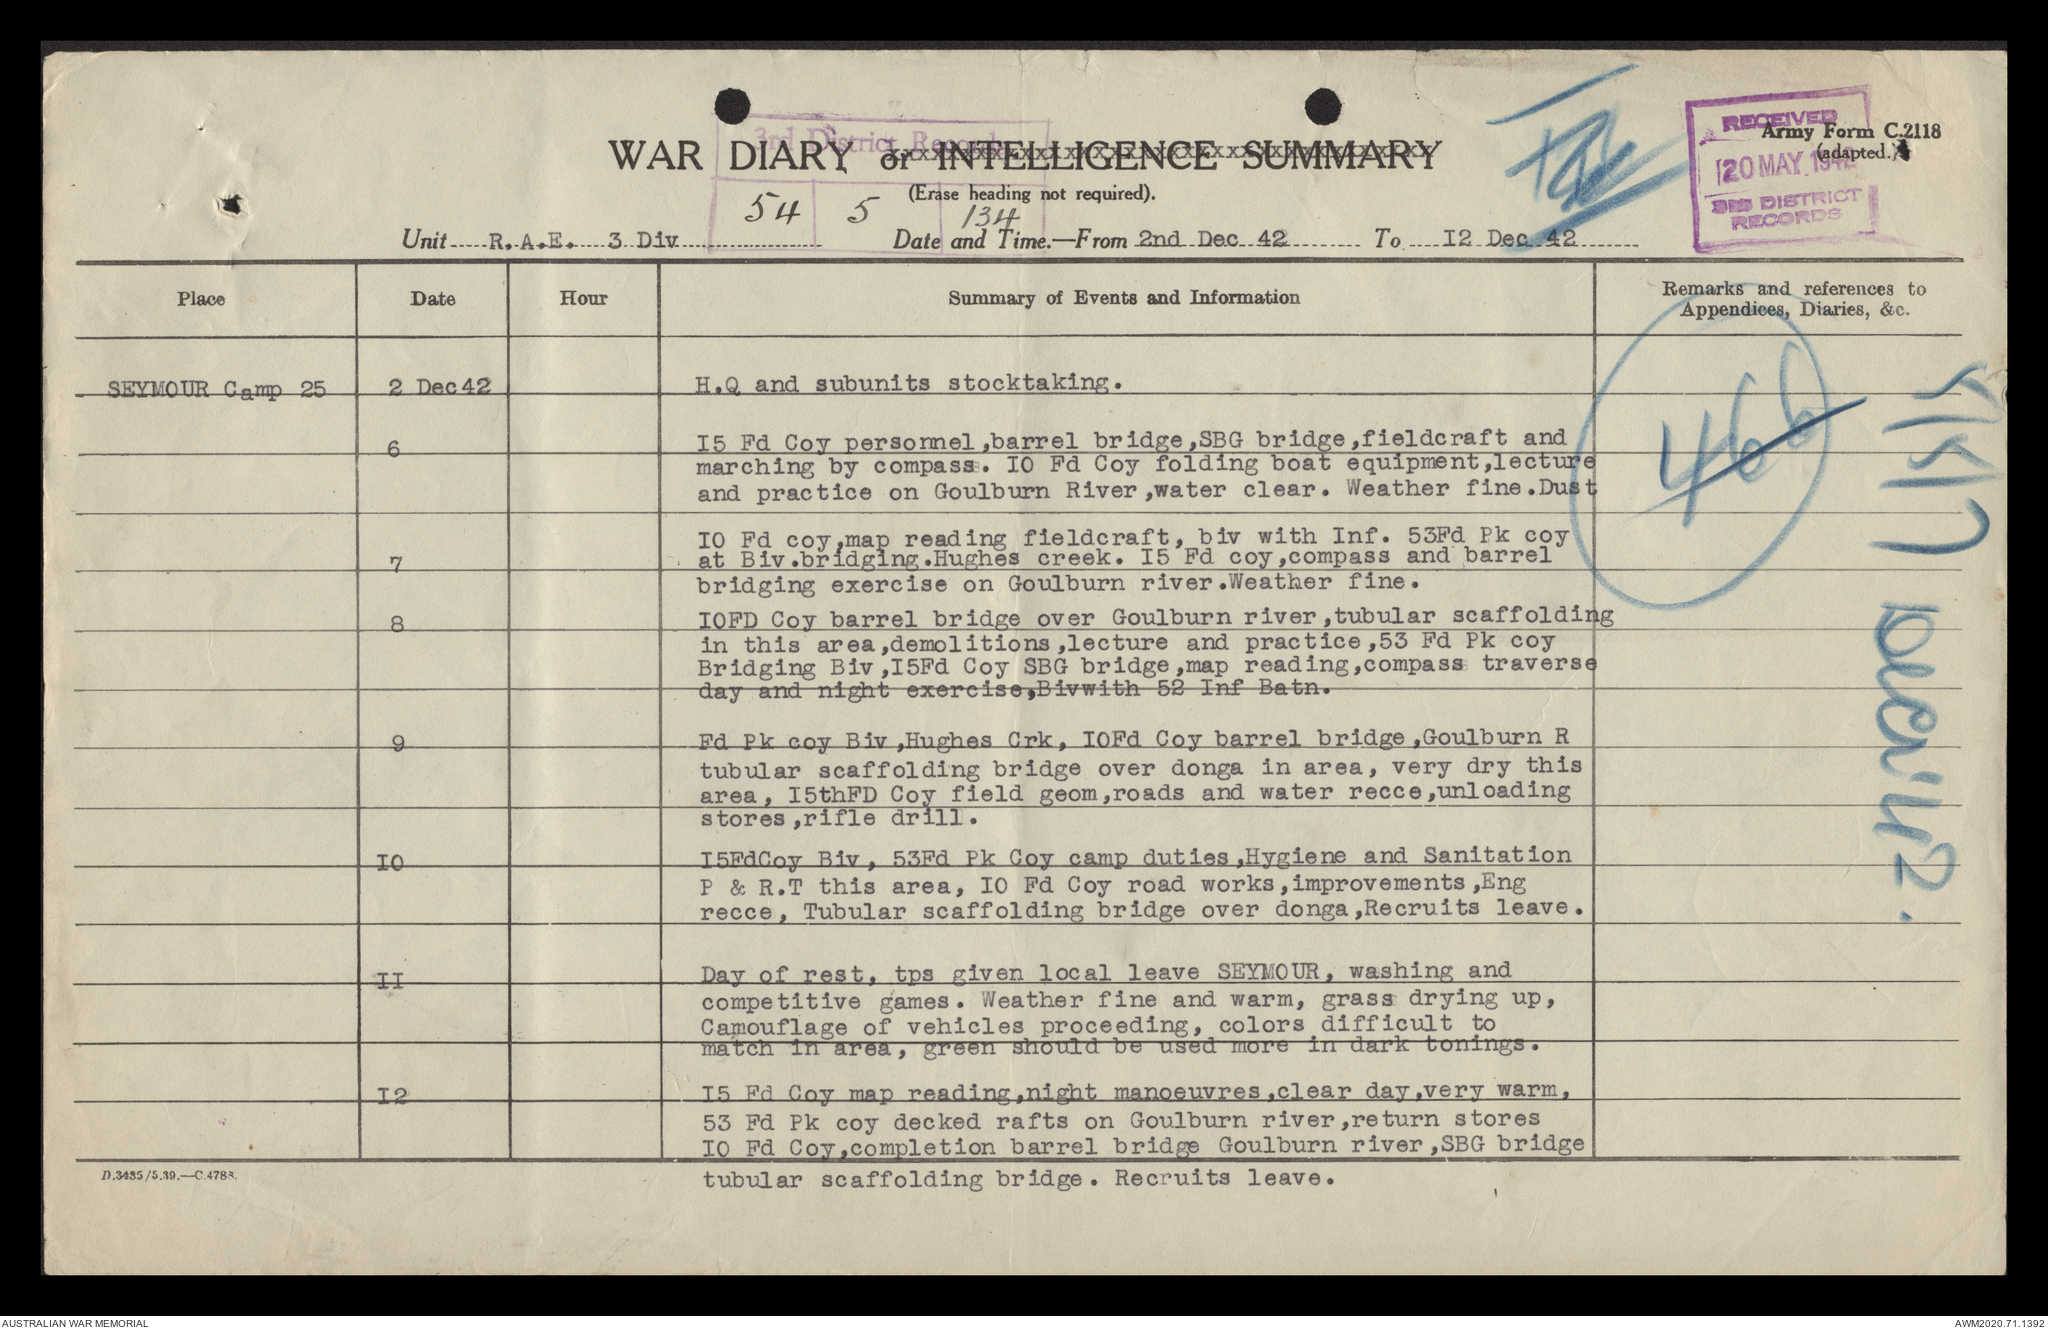 Army Form C.2118
(adapted.)
RECEIVED
20 MAY 1942
3RD DISTRICT
RECORDS
3rd District Records
WAR DIARY or INTELLIGENCE SUMMARY
(Erase heading not required).
54 5 134
Unit R.A.E. 3 Div Date and Time.—From 2nd Dec 42 To I2 Dec 42
Place Date Hour Summary of Events and Information Remarks and references to
Appendices, Diaries, &c.
466
SEYMOUR Camp 25 2 Dec42 H.Q and subunits stocktaking.
6 I5 Fd Coy personnel,barrel bridge,SBG bridge,fieldcraft and
marching by compass. IO Fd Coy folding boat equipment,lecture
and practice on Goulburn River,water clear. Weather fine.Dust
IO Fd coy,map reading fieldcraft, biv with Inf. 53Fd Pk coy
7 at Biv.bridging.Hughes creek. I5 Fd coy,compass and barrel
bridging exercise on Goulburn river.Weather fine.
8 IOFD Coy barrel bridge over Goulburn river,tubular scaffolding
in this area,demolitions,lecture and practice,53 Fd Pk coy
Bridging Biv,I5Fd Coy SBG bridge,map reading,compass traverse
day and night exercise,Bivwith 52 Inf Batn.
9 Fd Pk coy Biv,Hughes Crk, IOFd Coy barrel bridge,Goulburn R
tubular scaffolding bridge over donga in area, very dry this
area, I5thFD Coy field geom,roads and water recce,unloading
stores,rifle drill.
IO I5FdCoy Biv, 53Fd Pk Coy camp duties,Hygiene and Sanitation
P & R.T this area, IO Fd Coy road works,improvements,Eng
recce, Tubular scaffolding bridge over donga,Recruits leave.
II Day of rest, tps given local leave SEYMOUR, washing and
competitive games. Weather fine and warm, grass drying up,
Camouflage of vehicles proceeding, colors difficult to
match in area, green should be used more in dark tonings.
I2 I5 Fd Coy map reading,night manoeuvres,clear day,very warm,
53 Fd Pk coy decked rafts on Goulburn river,return stores
IO Fd Coy,completion barrel bridge Goulburn river,SBG bridge
tubular scaffolding bridge. Recruits leave.
D.3435/5.39.—C.4788.
Dec '42.
AUSTRALIAN WAR MEMORIAL AWM2020.71.1392